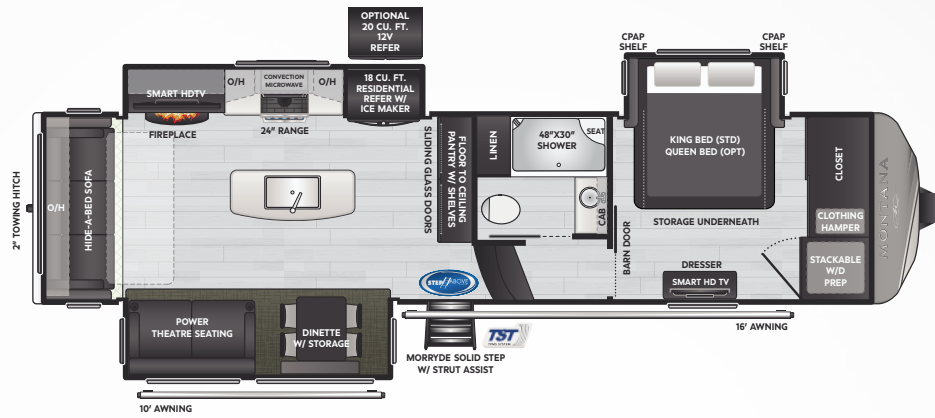 OPTIONAL
20 CU. FT.
12V
REFER
CPAP
SHELF
CPAP
SHELF
SMART HDTV
O/H
CONVECTION
MICROWAVE
O/H
18 CU. FT.
RESIDENTIAL
REFER W/
ICE MAKER
FIREPLACE
24" RANGE
2" TOWING HITCH
O/H
HIDE-A-BED SOFA
SLIDING GLASS DOORS
FLOOR TO CEILING
PANTRY W/ SHELVES
LINEN
48"X30"
SHOWER
SEAT
CAB
KING BED (STD)
QUEEN BED (OPT)
STORAGE UNDERNEATH
CLOSET
CLOTHING
HAMPER
STACKABLE
W/D
PREP
MONTANA
BARN DOOR
DRESSER
SMART HD TV
STEP ABOVE
TST
MORRYDE SOLID STEP
W/ STRUT ASSIST
16' AWNING
POWER
THEATRE SEATING
DINETTE
W/ STORAGE
10' AWNING